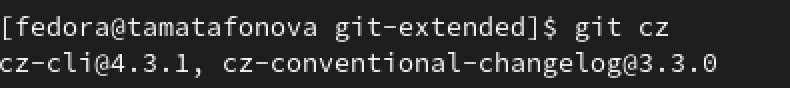 [fedora@tamatafonova git-extended]$ git cz
cz-cli@4.3.1, cz-conventional-changelog@3.3.0